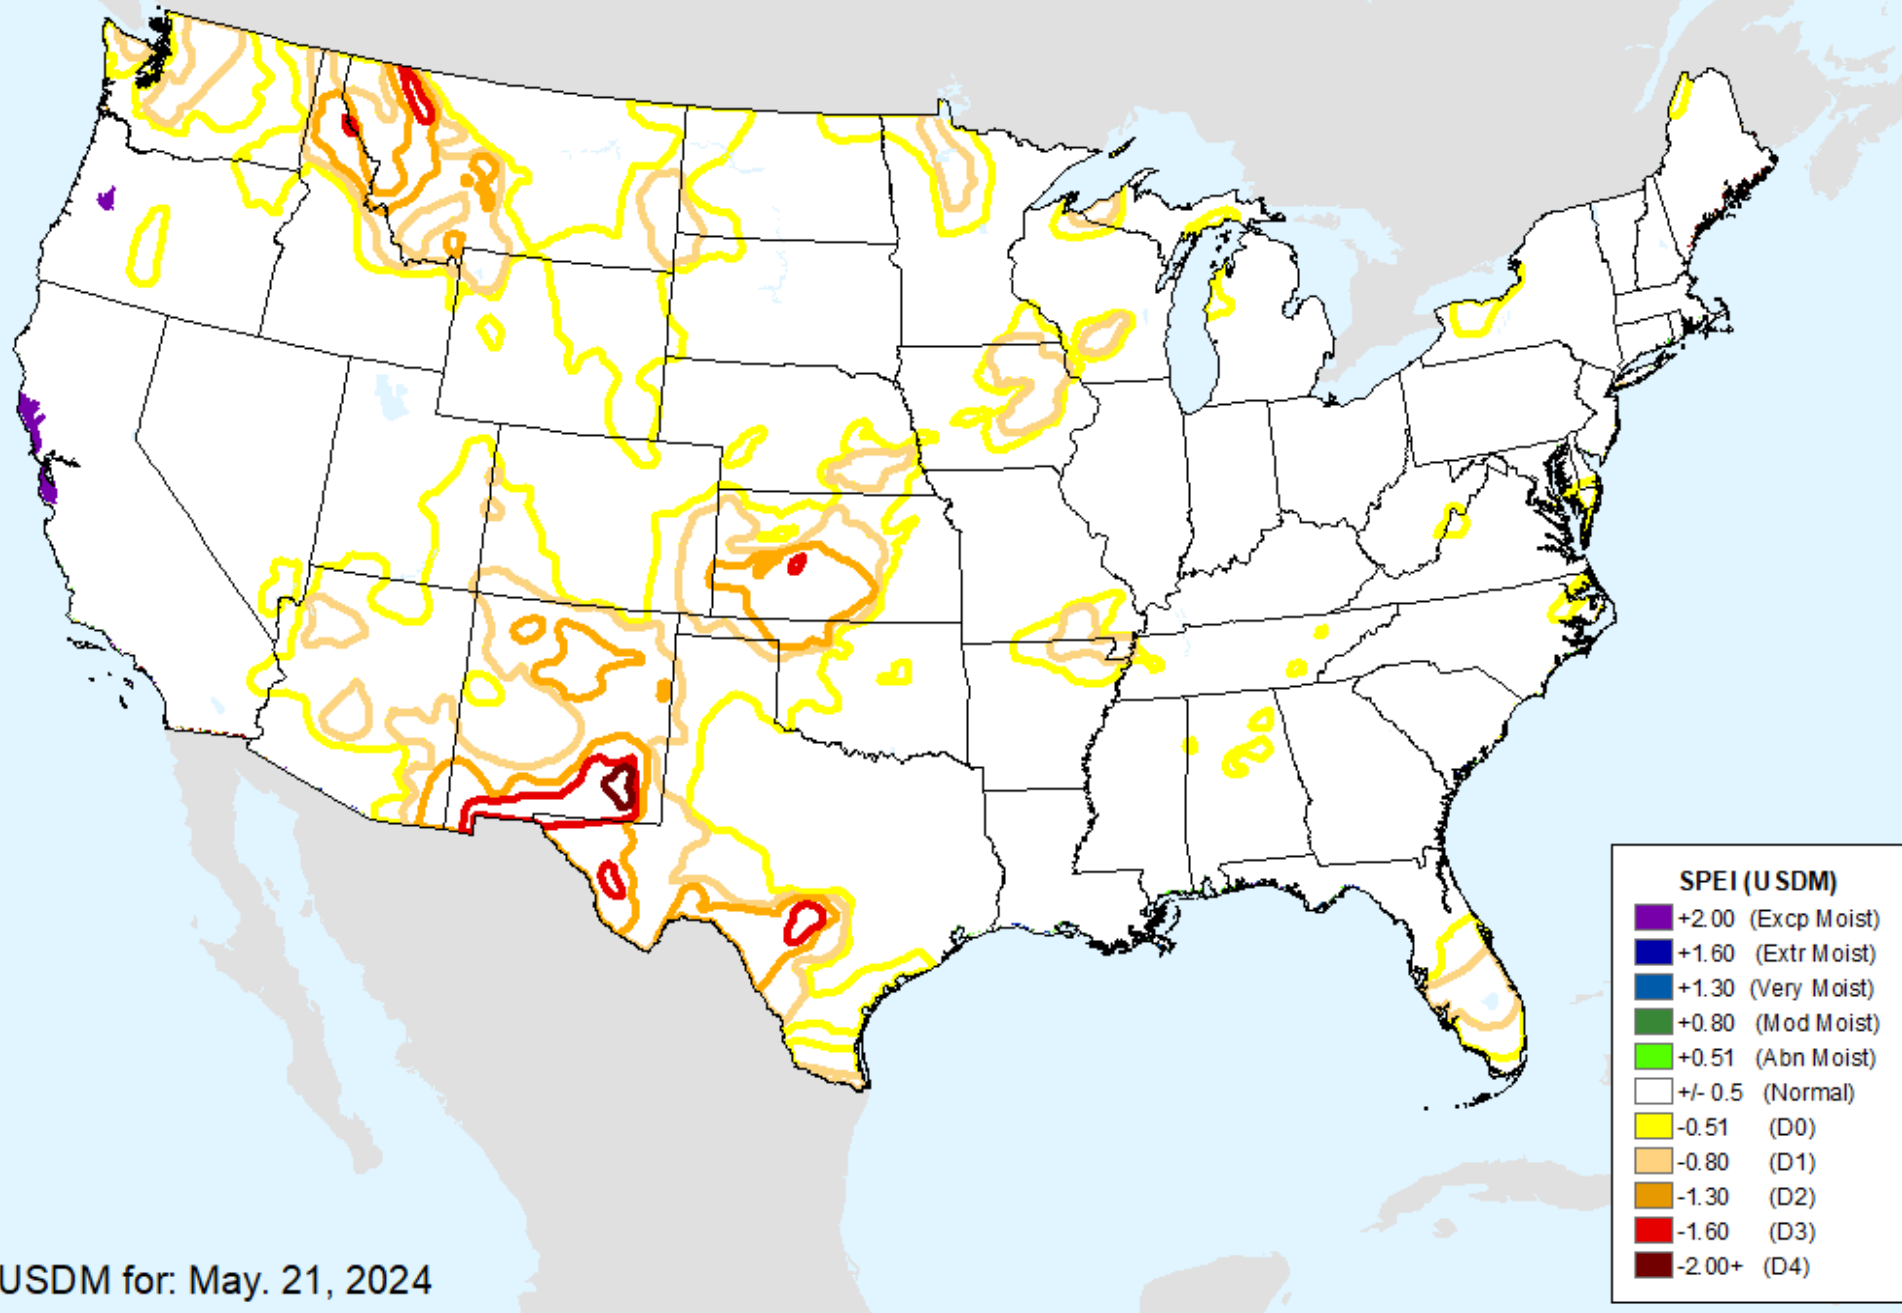 SPEI (USDM)
+2.00 (Excp Moist)
+1.60 (Extr Moist)
+1.30 (Very Moist)
+0.80 (Mod Moist)
+0.51 (Abn Moist)
+/- 0.5 (Normal)
-0.51 (D0)
-0.80 (D1)
-1.30 (D2)
-1.60 (D3)
-2.00+ (D4)
USDM for: May. 21, 2024